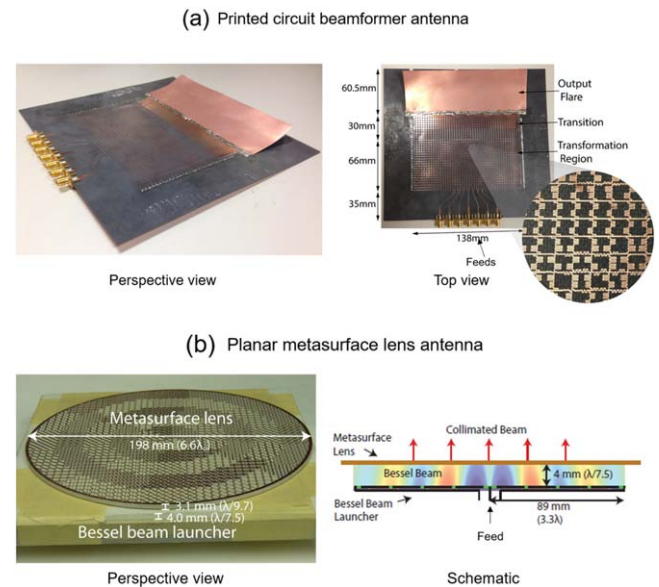 (a) Printed circuit beamformer antenna
60.5mm
30mm
66mm
35mm
138mm
Output
Flare
Transition
Transformation
Region
Feeds
Perspective view
Top view
(b) Planar metasurface lens antenna
Metasurface lens
198 mm (6.6λ)
3.1 mm (λ/9.7)
4.0 mm (λ/7.5)
Bessel beam launcher
Perspective view
Collimated Beam
Metasurface
Lens
Bessel Beam
4 mm (λ/7.5)
Bessel Beam
Launcher
89 mm
(3.3λ)
Feed
Schematic